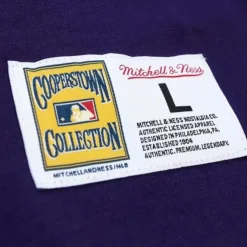 COOPERSTOWN
COLLECTION
MITCHELLANDNESS/MLB
Mitchell & Ness
L
MITCHELL & NESS NOSTALGIA CO.
AUTHENTIC LICENSED APPAREL
DESIGNED IN PHILADELPHIA, PA
ESTABLISHED 1904
AUTHENTIC. PREMIUM. LEGENDARY.